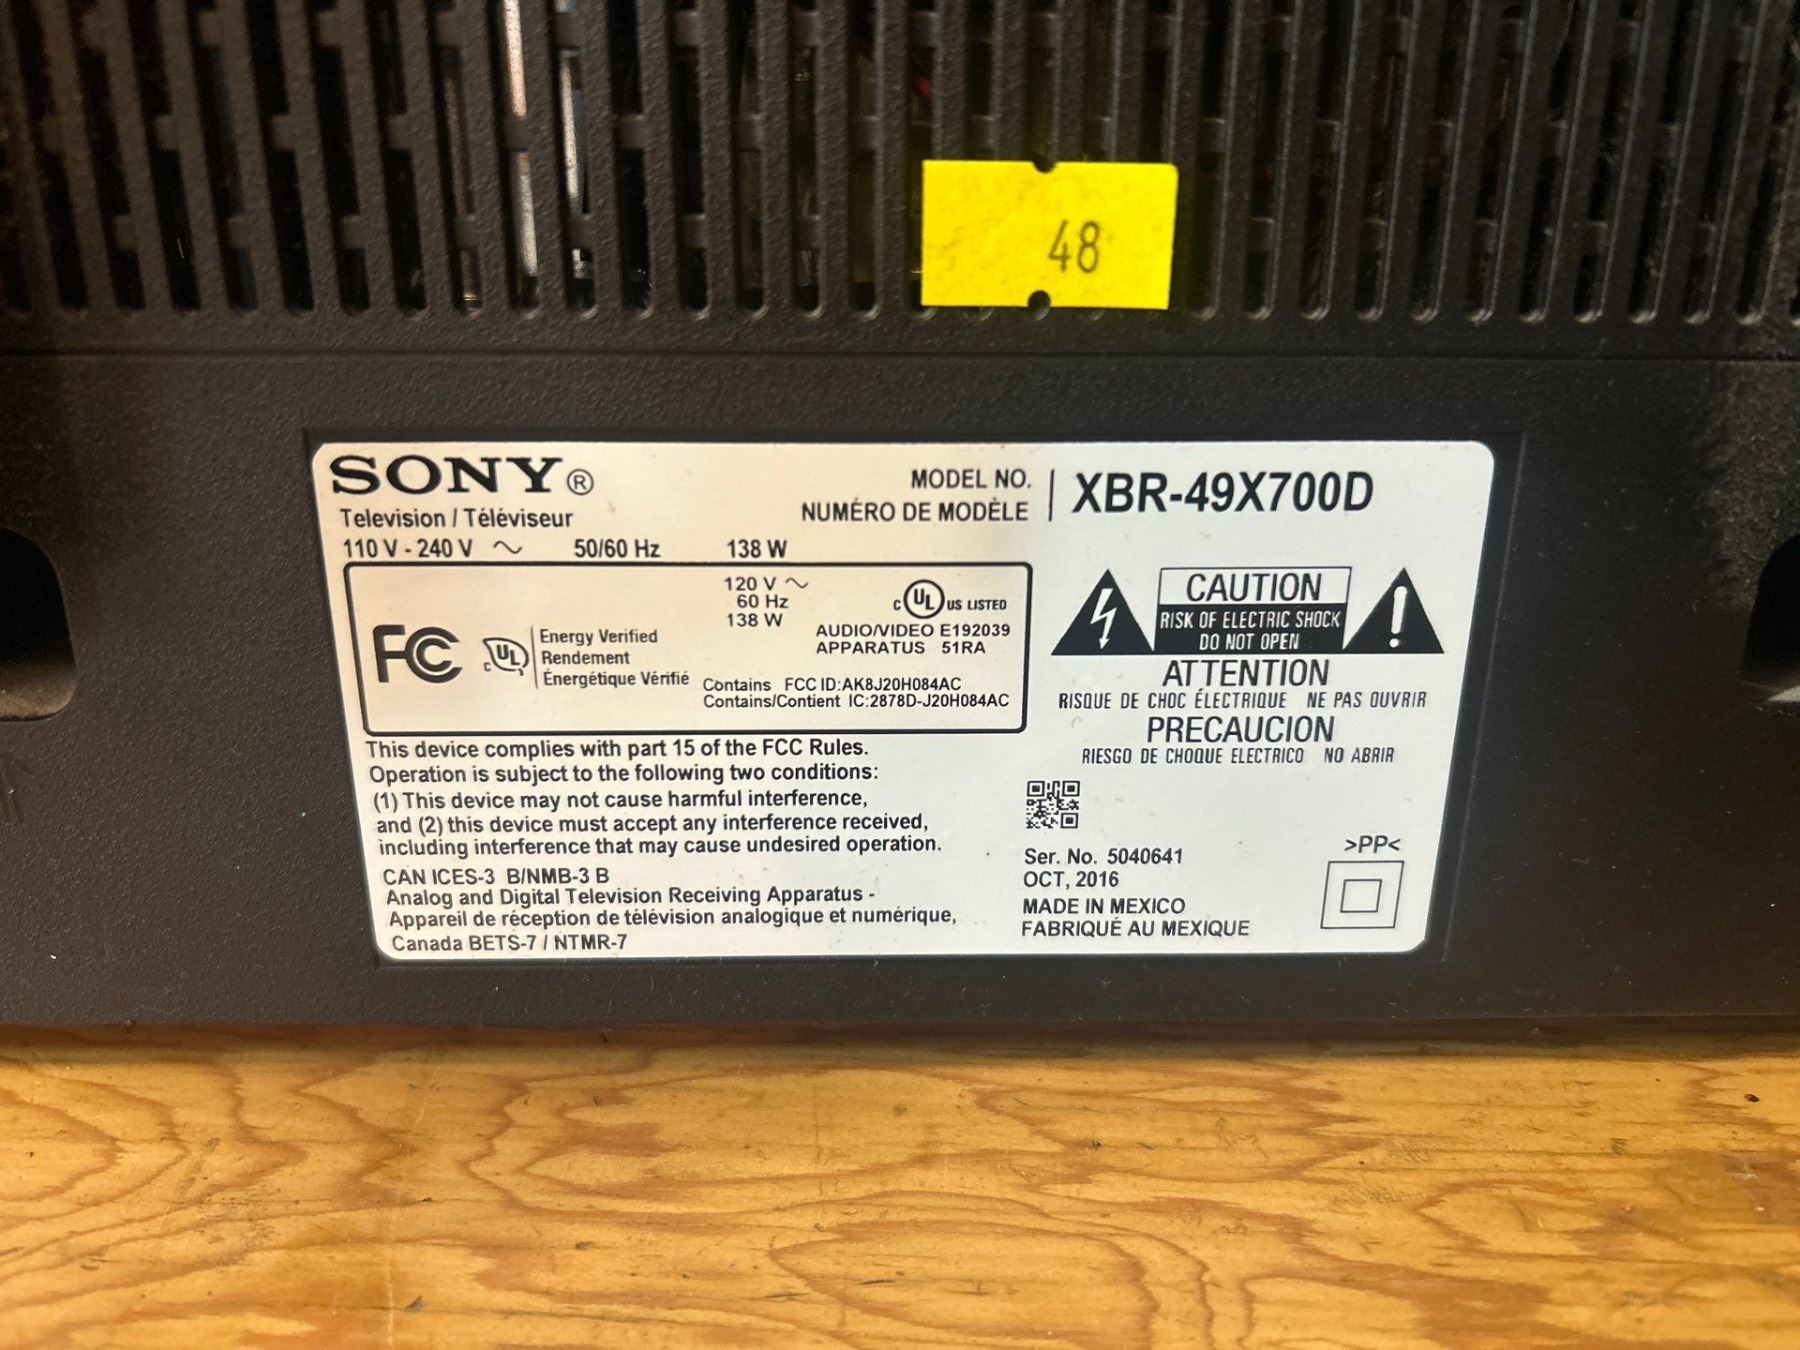 48
SONY®
Television / Téléviseur
110 V - 240 V ~ 50/60 Hz 138 W
MODEL NO.
NUMÉRO DE MODÈLE
XBR-49X700D
120 V ~
60 Hz
138 W
FC
c UL
Energy Verified
Rendement
Énergétique Vérifié
c UL US LISTED
AUDIO/VIDEO E192039
APPARATUS 51RA
Contains FCC ID:AK8J20H084AC
Contains/Contient IC:2878D-J20H084AC
This device complies with part 15 of the FCC Rules.
Operation is subject to the following two conditions:
(1) This device may not cause harmful interference,
and (2) this device must accept any interference received,
including interference that may cause undesired operation.
CAN ICES-3 B/NMB-3 B
Analog and Digital Television Receiving Apparatus -
Appareil de réception de télévision analogique et numérique,
Canada BETS-7 / NTMR-7
CAUTION
RISK OF ELECTRIC SHOCK
DO NOT OPEN
!
ATTENTION
RISQUE DE CHOC ÉLECTRIQUE NE PAS OUVRIR
PRECAUCION
RIESGO DE CHOQUE ELECTRICO NO ABRIR
Ser. No. 5040641
OCT, 2016
MADE IN MEXICO
FABRIQUÉ AU MEXIQUE
>PP<